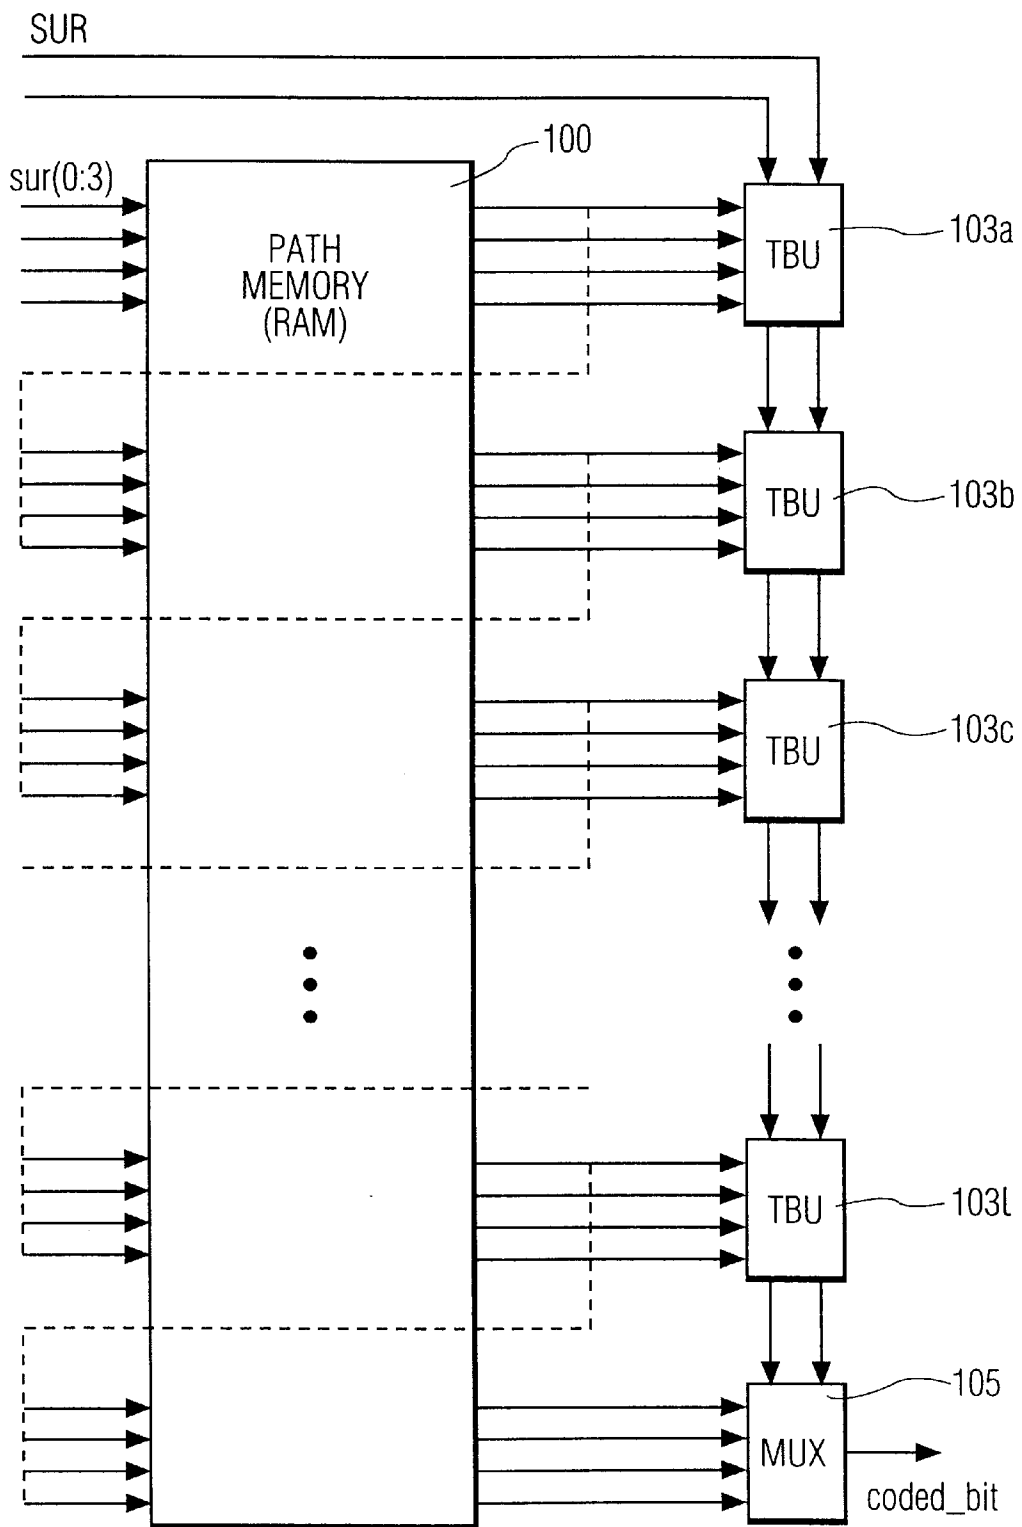 SUR
100
sur(0:3)
PATH
MEMORY
(RAM)
TBU
103a
TBU
103b
TBU
103c
TBU
103l
105
MUX
coded_bit